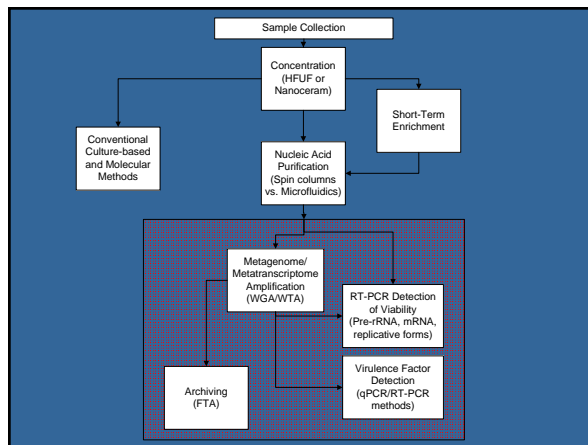 Sample Collection
Concentration
(HFUF or
Nanoceram)
Short-Term
Enrichment
Conventional
Culture-based
and Molecular
Methods
Nucleic Acid
Purification
(Spin columns
vs. Microfluidics)
Metagenome/
Metatranscriptome
Amplification
(WGA/WTA)
RT-PCR Detection
of Viability
(Pre-rRNA, mRNA,
replicative forms)
Virulence Factor
Detection
(qPCR/RT-PCR
methods)
Archiving
(FTA)